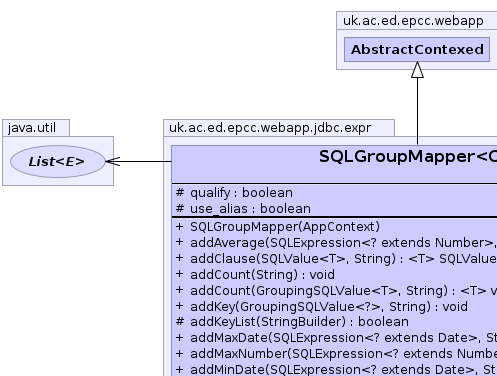 uk.ac.ed.epcc.webapp
AbstractContexed
java.util
List<E>
uk.ac.ed.epcc.webapp.jdbc.expr
SQLGroupMapper<
# qualify : boolean
# use_alias : boolean
+ SQLGroupMapper(AppContext)
+ addAverage(SQLExpression<? extends Number>,
+ addClause(SQLValue<T>, String) : <T> SQLValue
+ addCount(String) : void
+ addCount(GroupingSQLValue<T>, String) : <T> v
+ addKey(GroupingSQLValue<?>, String) : void
# addKeyList(StringBuilder) : boolean
+ addMaxDate(SQLExpression<? extends Date>, St
+ addMaxNumber(SQLExpression<? extends Numbe
+ addMinDate(SQLExpression<? extends Date>, St